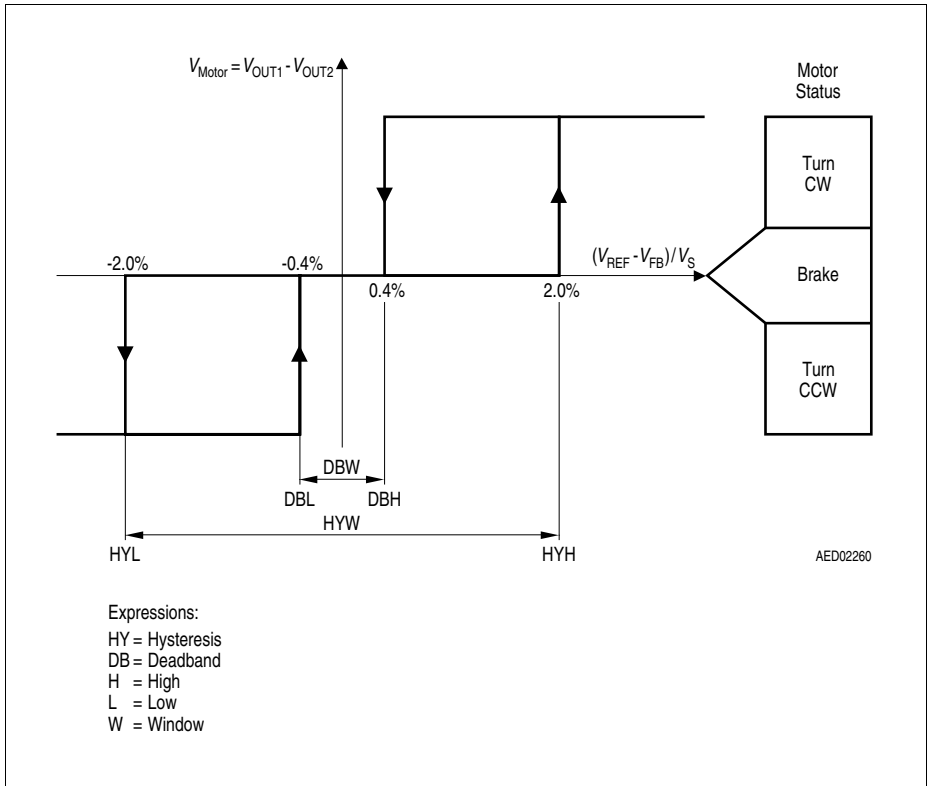 V_Motor = V_OUT1 - V_OUT2
Motor
Status
Turn
CW
-2.0%
-0.4%
(V_REF - V_FB) / V_S
Brake
0.4%
2.0%
Turn
CCW
DBW
DBL
DBH
HYW
HYL
HYH
AED02260
Expressions:
HY = Hysteresis
DB = Deadband
H = High
L = Low
W = Window